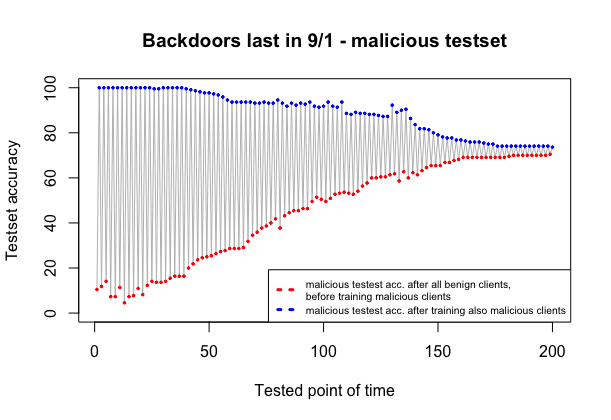 Backdoors last in 9/1 - malicious testset
Testset accuracy
100
80
60
40
20
0
malicious testest acc. after all benign clients,
before training malicious clients
malicious testest acc. after training also malicious clients
0 50 100 150 200
Tested point of time